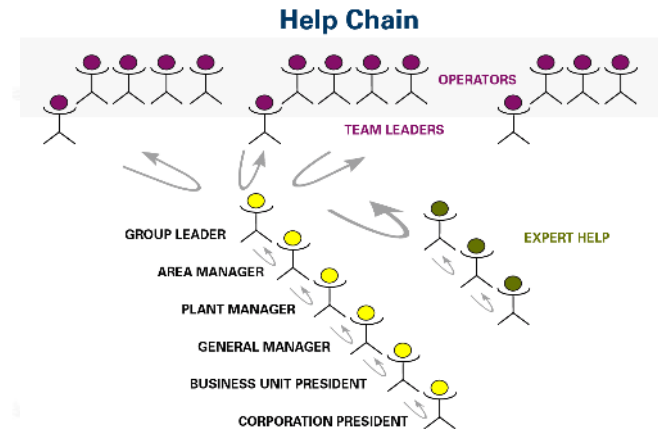 Help Chain
OPERATORS
TEAM LEADERS
GROUP LEADER
EXPERT HELP
AREA MANAGER
PLANT MANAGER
GENERAL MANAGER
BUSINESS UNIT PRESIDENT
CORPORATION PRESIDENT